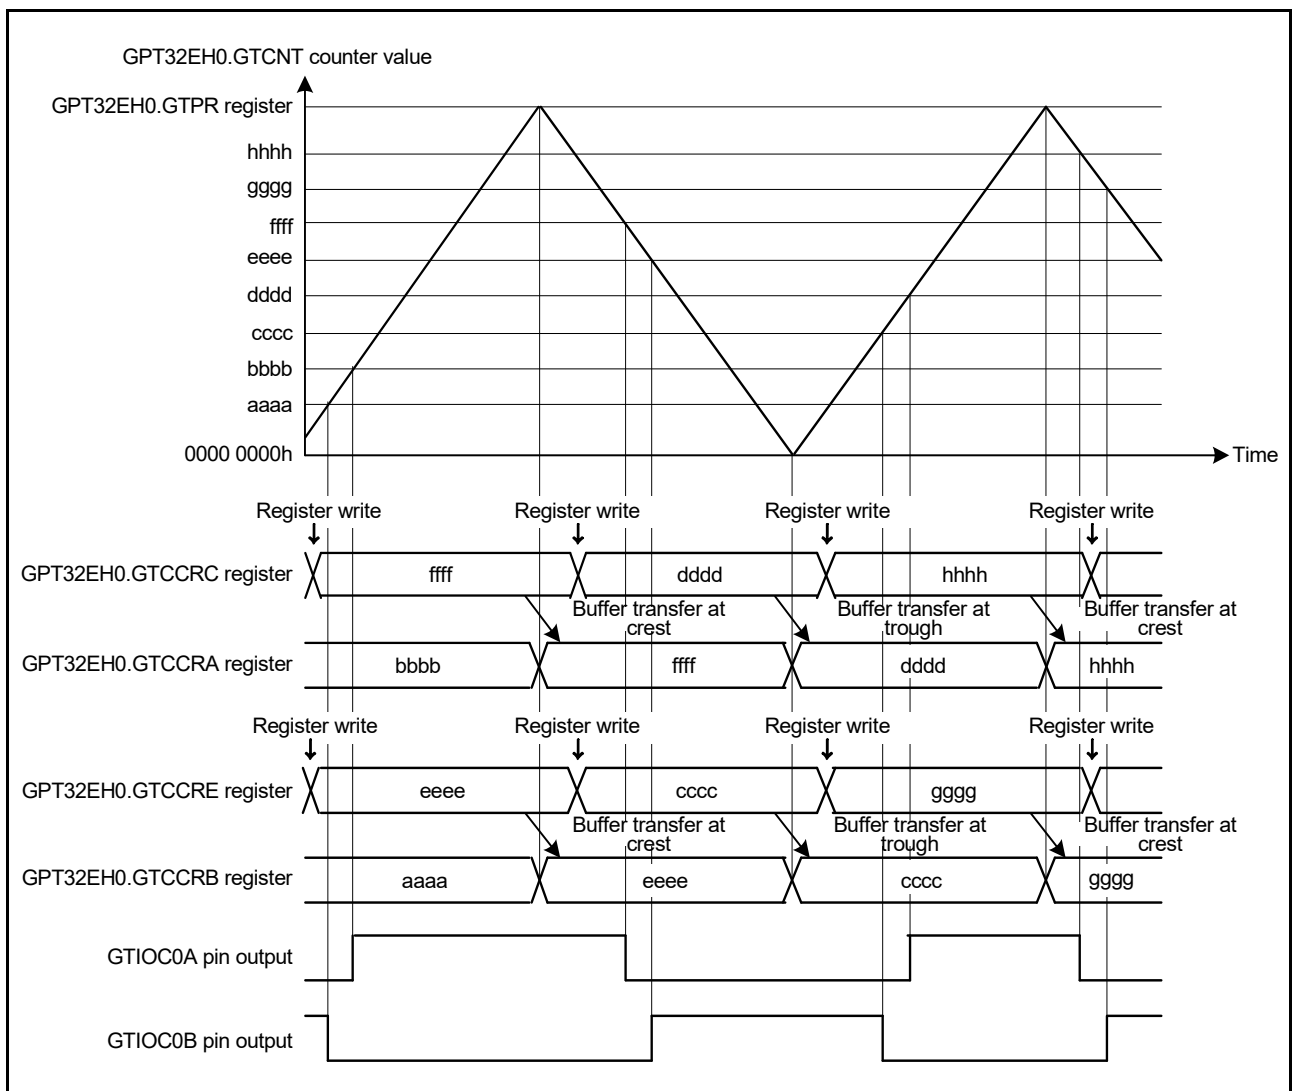 GPT32EH0.GTCNT counter value
GPT32EH0.GTPR register
hhhh
gggg
ffff
eeee
dddd
cccc
bbbb
aaaa
0000 0000h
Time
Register write Register write Register write Register write
GPT32EH0.GTCCRC register ffff dddd hhhh
Buffer transfer at Buffer transfer at Buffer transfer at
crest trough crest
GPT32EH0.GTCCRA register bbbb ffff dddd hhhh
Register write Register write Register write Register write
GPT32EH0.GTCCRE register eeee cccc gggg
Buffer transfer at Buffer transfer at Buffer transfer at
crest trough crest
GPT32EH0.GTCCRB register aaaa eeee cccc gggg
GTIOC0A pin output
GTIOC0B pin output